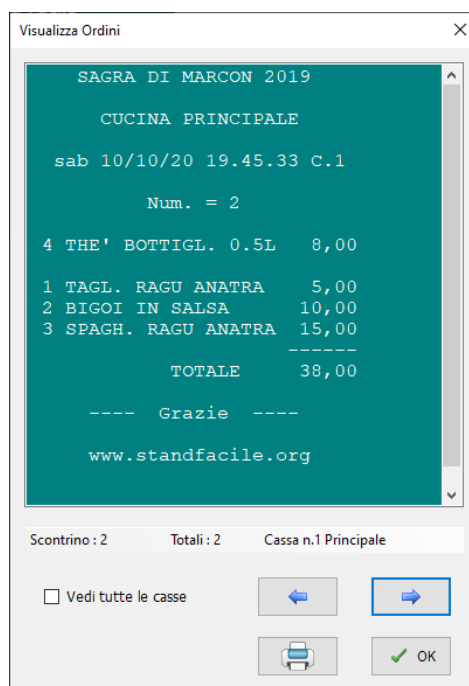 Visualizza Ordini
SAGRA DI MARCON 2019
CUCINA PRINCIPALE
sab 10/10/20 19.45.33 C.1
Num. = 2
4 THE' BOTTIGL. 0.5L 8,00
1 TAGL. RAGU ANATRA 5,00
2 BIGOI IN SALSA 10,00
3 SPAGH. RAGU ANATRA 15,00
------
TOTALE 38,00
---- Grazie ----
www.standfacile.org
Scontrino : 2 Totali : 2 Cassa n.1 Principale
Vedi tutte le casse
OK